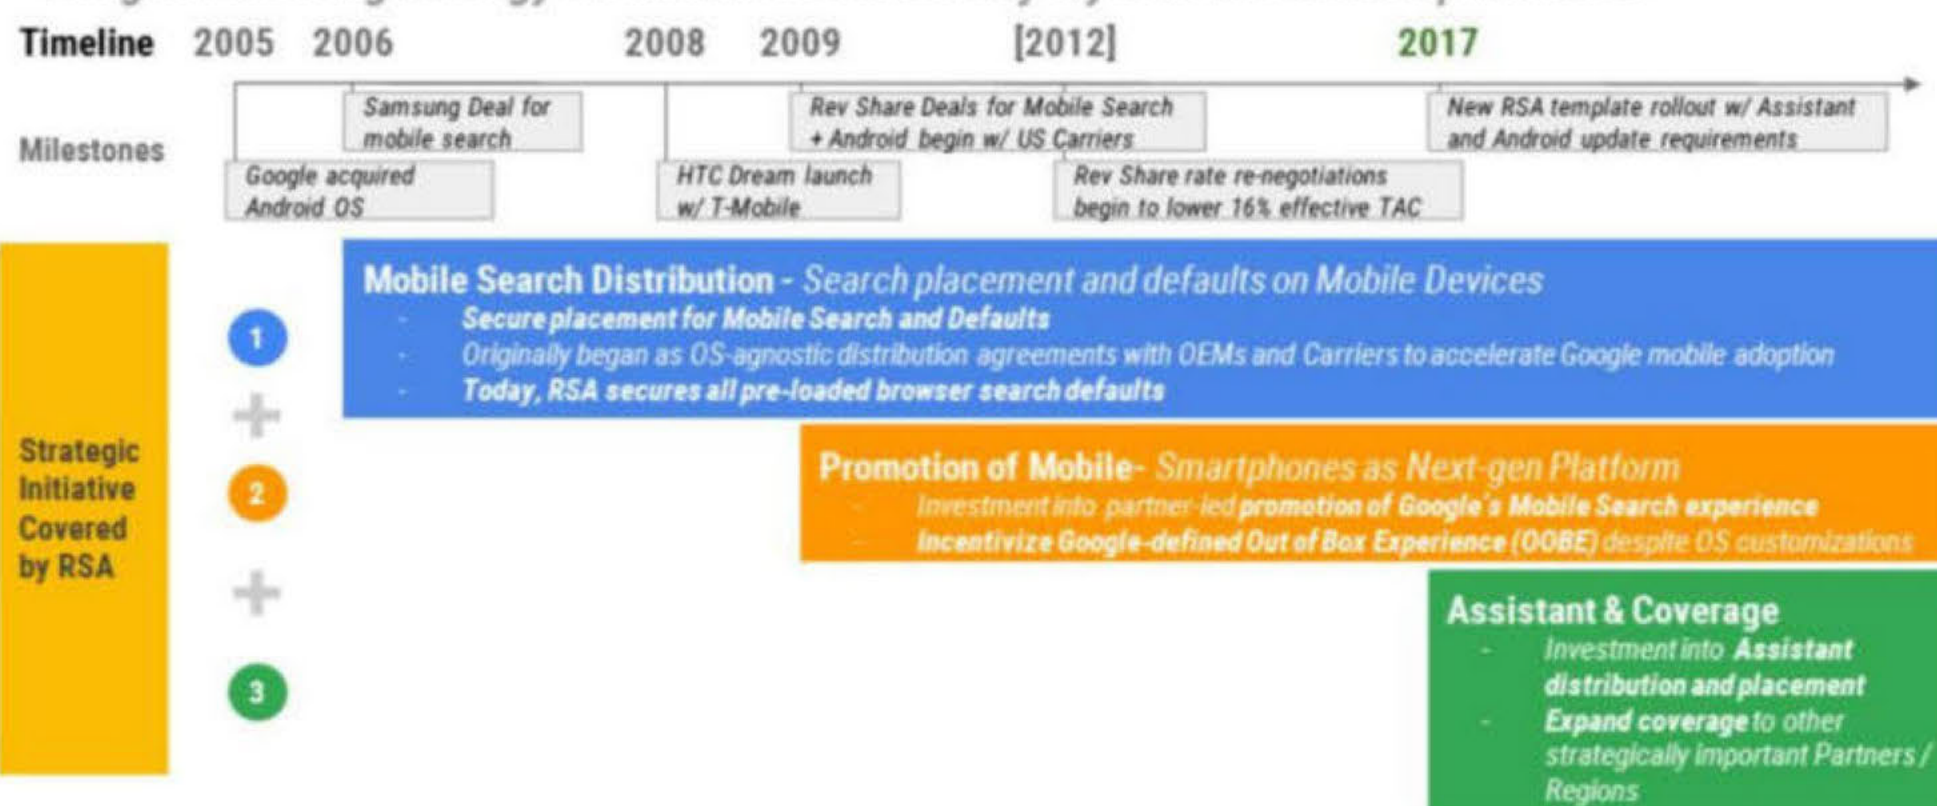 Timeline 2005 2006 2008 2009 [2012] 2017
Milestones
Samsung Deal for
mobile search
Rev Share Deals for Mobile Search
+ Android begin w/ US Carriers
New RSA template rollout w/ Assistant
and Android update requirements
Google acquired
Android OS
HTC Dream launch
w/ T-Mobile
Rev Share rate re-negotiations
begin to lower 16% effective TAC
Strategic
Initiative
Covered
by RSA
1
+
2
+
3
Mobile Search Distribution - Search placement and defaults on Mobile Devices
- Secure placement for Mobile Search and Defaults
- Originally began as OS-agnostic distribution agreements with OEMs and Carriers to accelerate Google mobile adoption
- Today, RSA secures all pre-loaded browser search defaults
Promotion of Mobile- Smartphones as Next-gen Platform
- Investment into partner-led promotion of Google's Mobile Search experience
- Incentivize Google-defined Out of Box Experience (OOBE) despite OS customizations
Assistant & Coverage
- Investment into Assistant
distribution and placement
- Expand coverage to other
strategically important Partners /
Regions